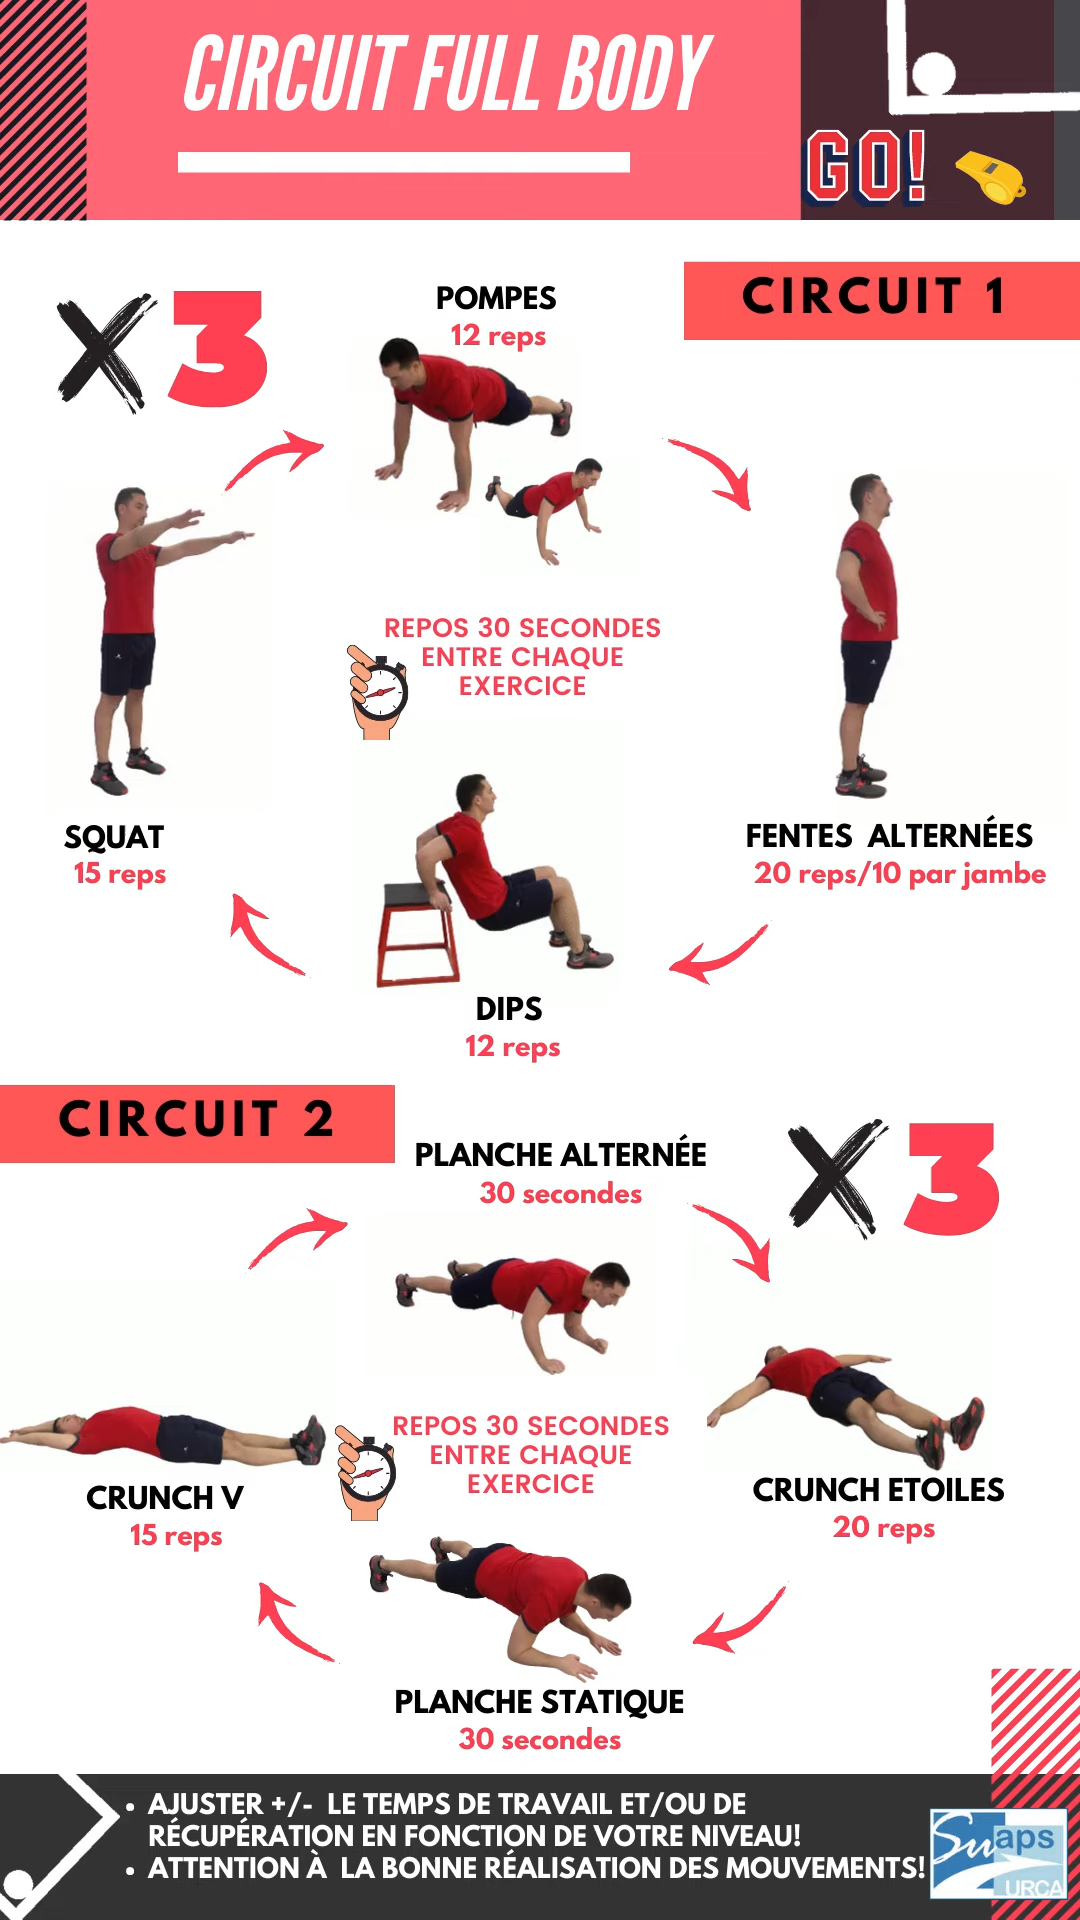 CIRCUIT FULL BODY
GO!
X 3
POMPES
12 reps
CIRCUIT 1
REPOS 30 SECONDES
ENTRE CHAQUE
EXERCICE
SQUAT
15 reps
FENTES ALTERNÉES
20 reps/10 par jambe
DIPS
12 reps
CIRCUIT 2
PLANCHE ALTERNÉE
30 secondes
X 3
REPOS 30 SECONDES
ENTRE CHAQUE
EXERCICE
CRUNCH V
15 reps
CRUNCH ETOILES
20 reps
PLANCHE STATIQUE
30 secondes
• AJUSTER +/- LE TEMPS DE TRAVAIL ET/OU DE
RÉCUPÉRATION EN FONCTION DE VOTRE NIVEAU!
• ATTENTION À LA BONNE RÉALISATION DES MOUVEMENTS!
Suaps
URCA